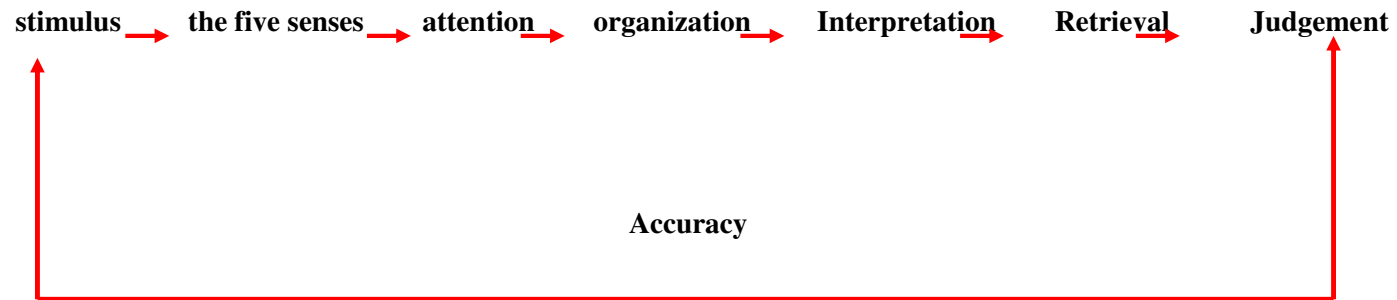 stimulus the five senses attention organization Interpretation Retrieval Judgement
Accuracy